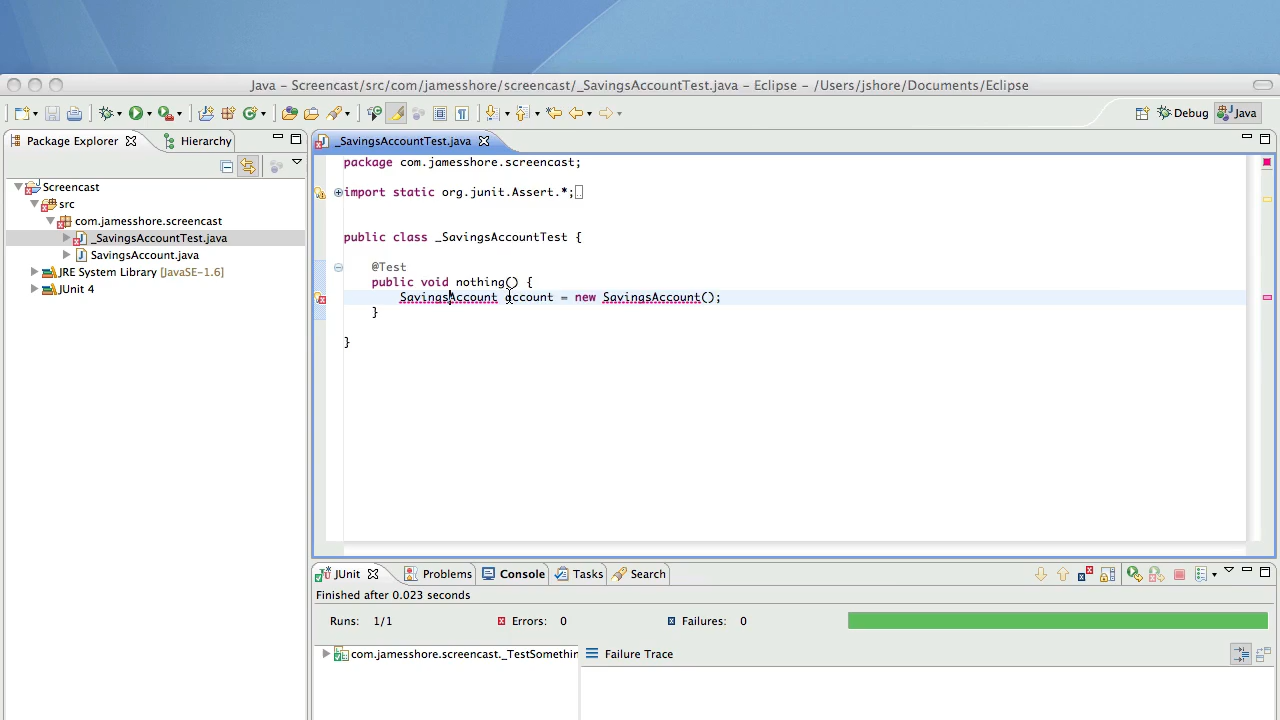 Java – Screencast/src/com/jamesshore/screencast/_SavingsAccountTest.java – Eclipse – /Users/jshore/Documents/Eclipse
Debug
Java
Package Explorer
Hierarchy
_SavingsAccountTest.java
Screencast
src
com.jamesshore.screencast
_SavingsAccountTest.java
SavingsAccount.java
JRE System Library [JavaSE-1.6]
JUnit 4
package com.jamesshore.screencast;
import static org.junit.Assert.*;
public class _SavingsAccountTest {
@Test
public void nothing() {
SavingsAccount account = new SavingsAccount();
}
}
JUnit
Problems
Console
Tasks
Search
Finished after 0.023 seconds
Runs: 1/1
Errors: 0
Failures: 0
com.jamesshore.screencast._TestSomethin
Failure Trace